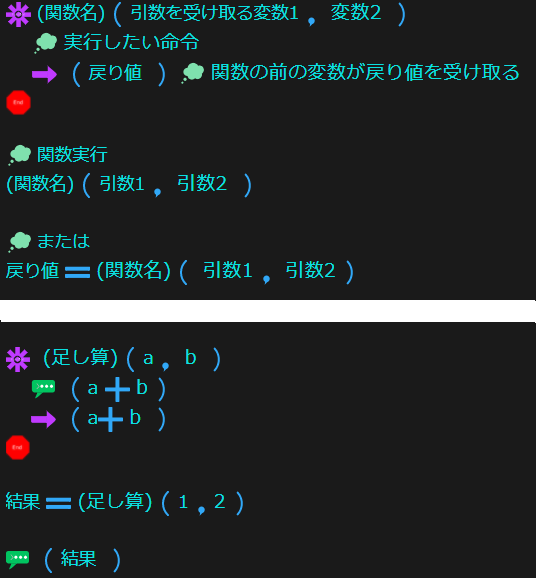 (関数名) ( 引数を受け取る変数1 , 変数2 )
実行したい命令
( 戻り値 ) 関数の前の変数が戻り値を受け取る
End
関数実行
(関数名) ( 引数1 , 引数2 )
または
戻り値 = (関数名) ( 引数1 , 引数2 )
(足し算) ( a , b )
( a + b )
( a + b )
End
結果 = (足し算) ( 1 , 2 )
( 結果 )